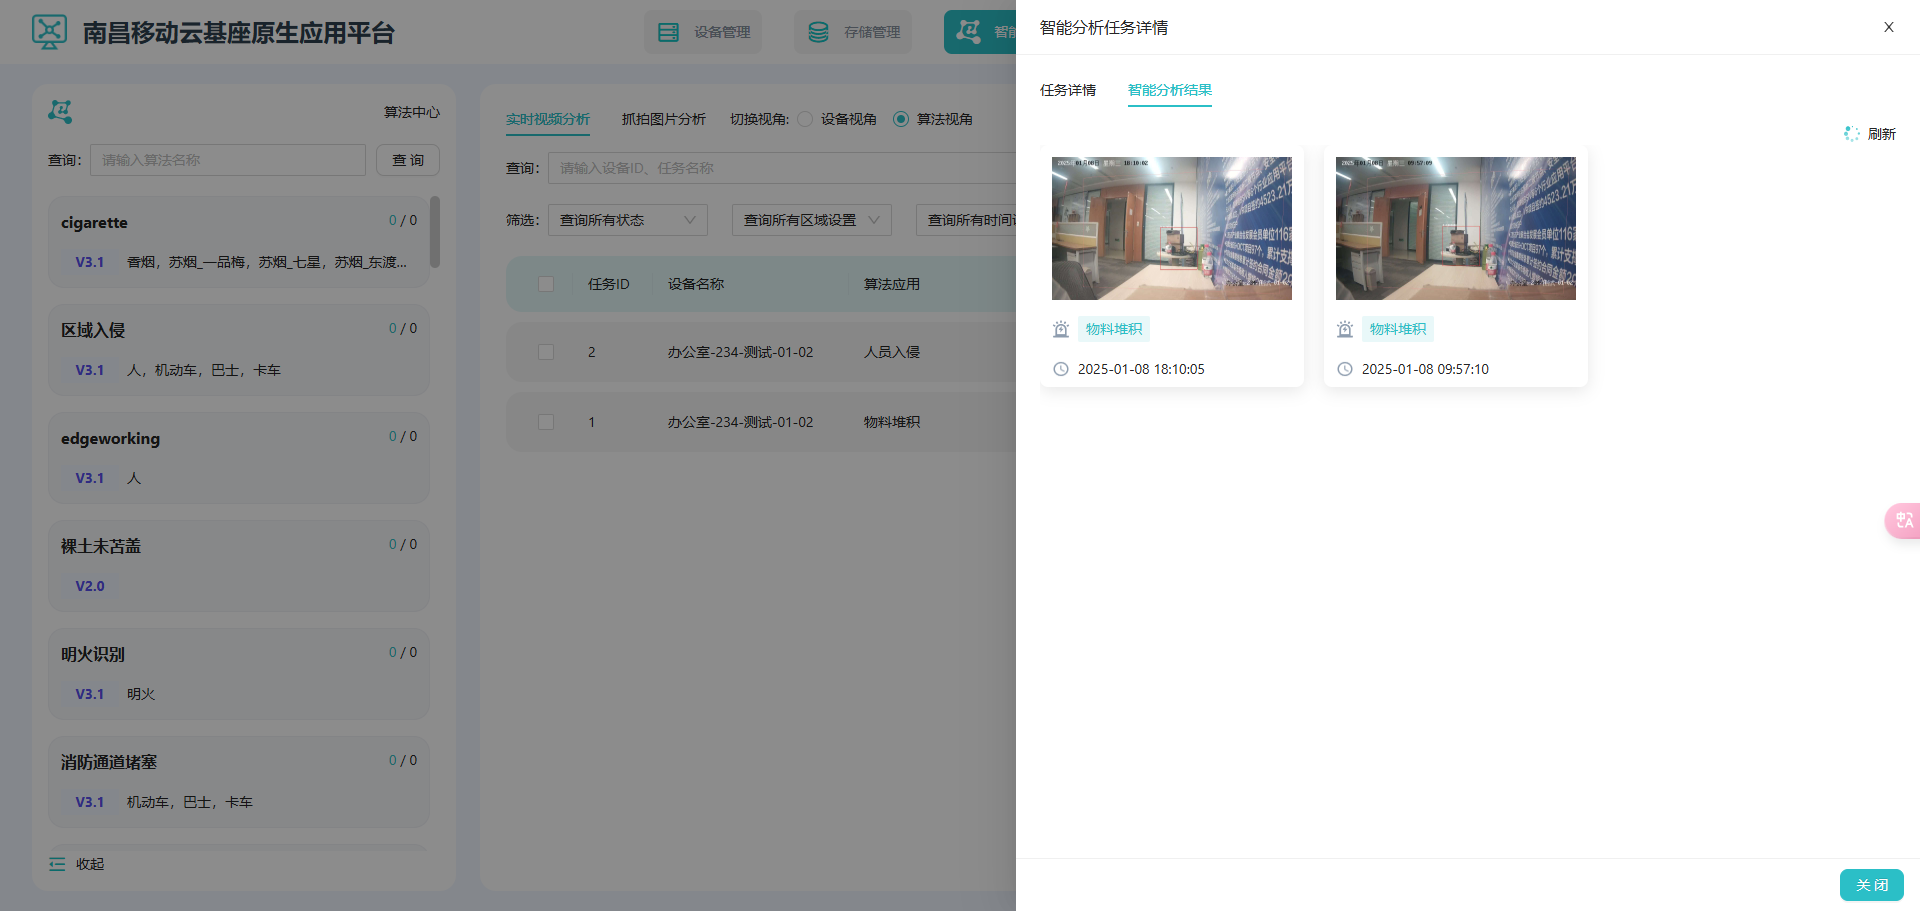 南昌移动云基座原生应用平台
设备管理
存储管理
智能
算法中心
查询:
请输入算法名称
查 询
cigarette
0 / 0
V3.1
香烟，苏烟_一品梅，苏烟_七星，苏烟_东渡...
区域入侵
0 / 0
V3.1
人，机动车，巴士，卡车
edgeworking
0 / 0
V3.1
人
裸土未苫盖
0 / 0
V2.0
明火识别
0 / 0
V3.1
明火
消防通道堵塞
0 / 0
V3.1
机动车，巴士，卡车
收起
实时视频分析
抓拍图片分析
切换视角:
设备视角
算法视角
查询:
请输入设备ID、任务名称
筛选:
查询所有状态
查询所有区域设置
查询所有时间
任务ID
设备名称
算法应用
2
办公室-234-测试-01-02
人员入侵
1
办公室-234-测试-01-02
物料堆积
智能分析任务详情
任务详情
智能分析结果
刷新
物料堆积
2025-01-08 18:10:05
物料堆积
2025-01-08 09:57:10
关 闭